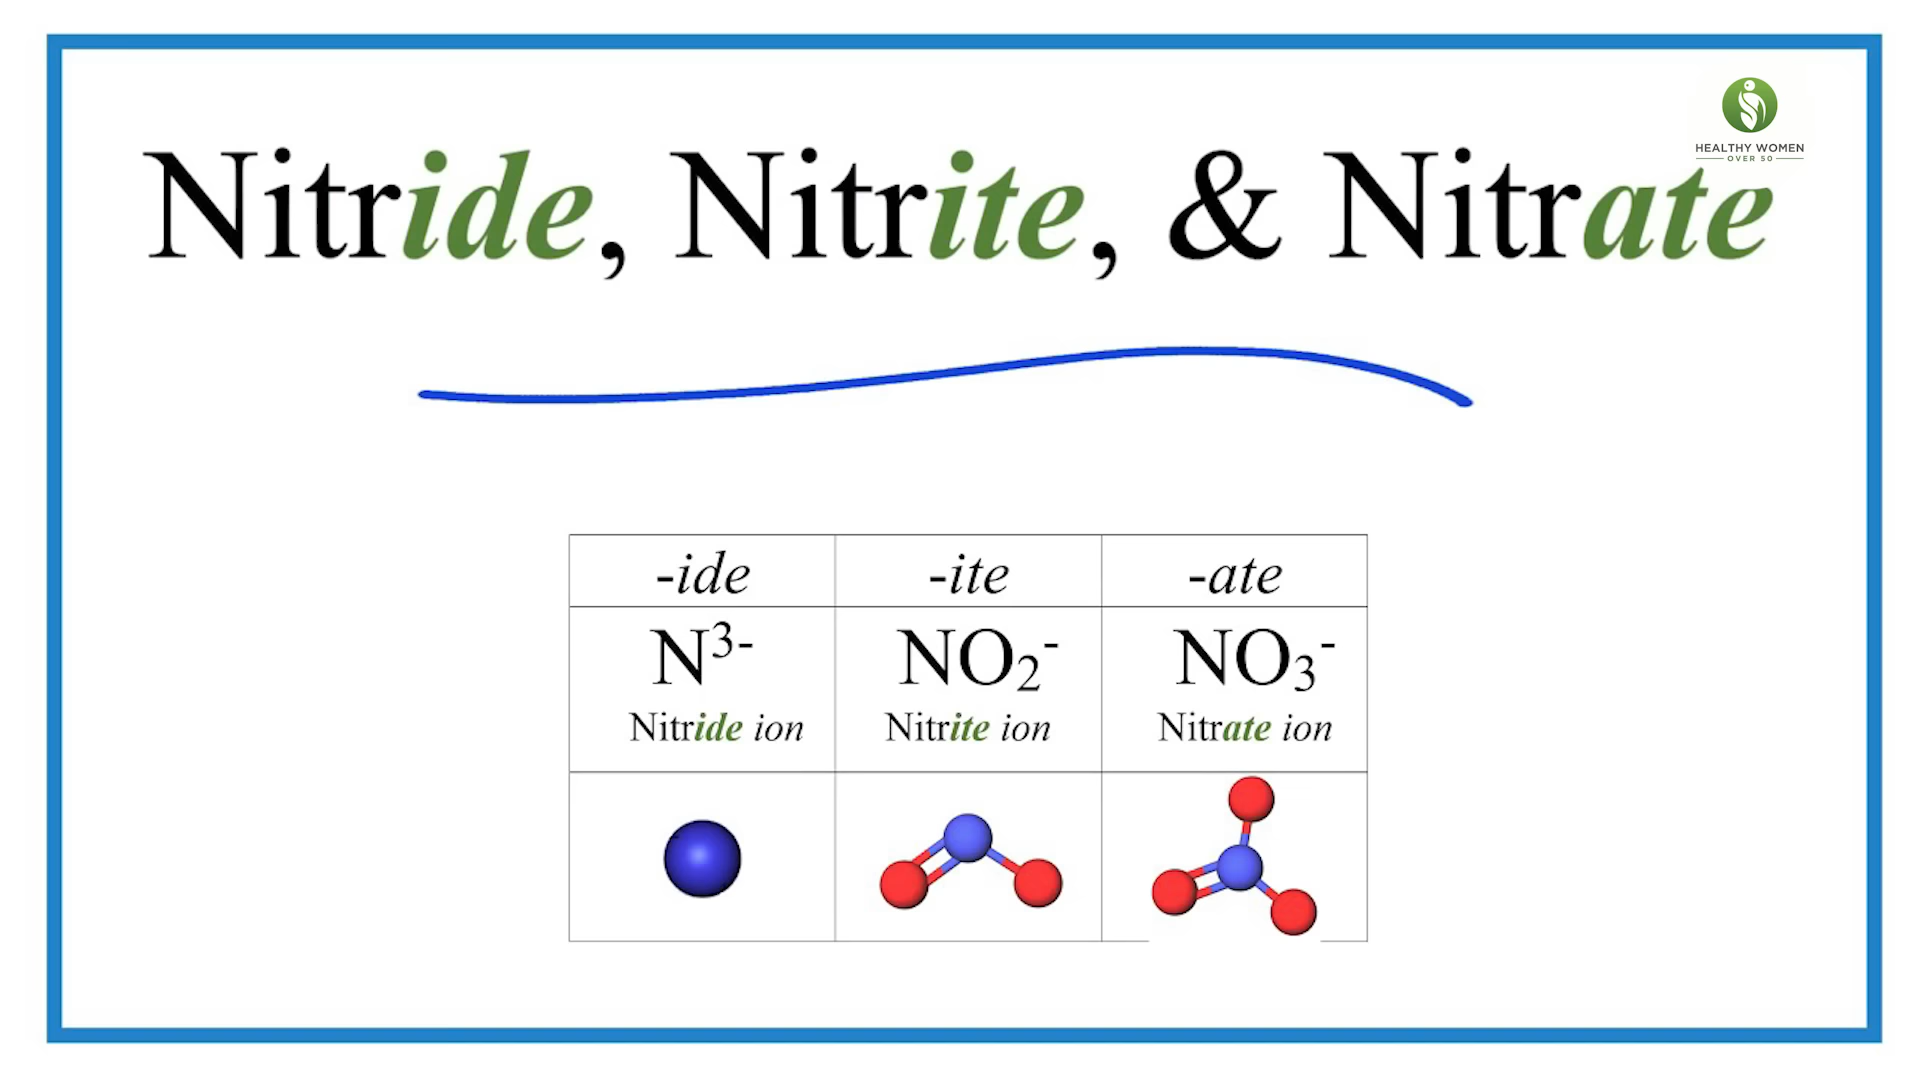 HEALTHY WOMEN
OVER 50
Nitride, Nitrite, & Nitrate
-ide -ite -ate
N³⁻ NO₂⁻ NO₃⁻
Nitride ion Nitrite ion Nitrate ion